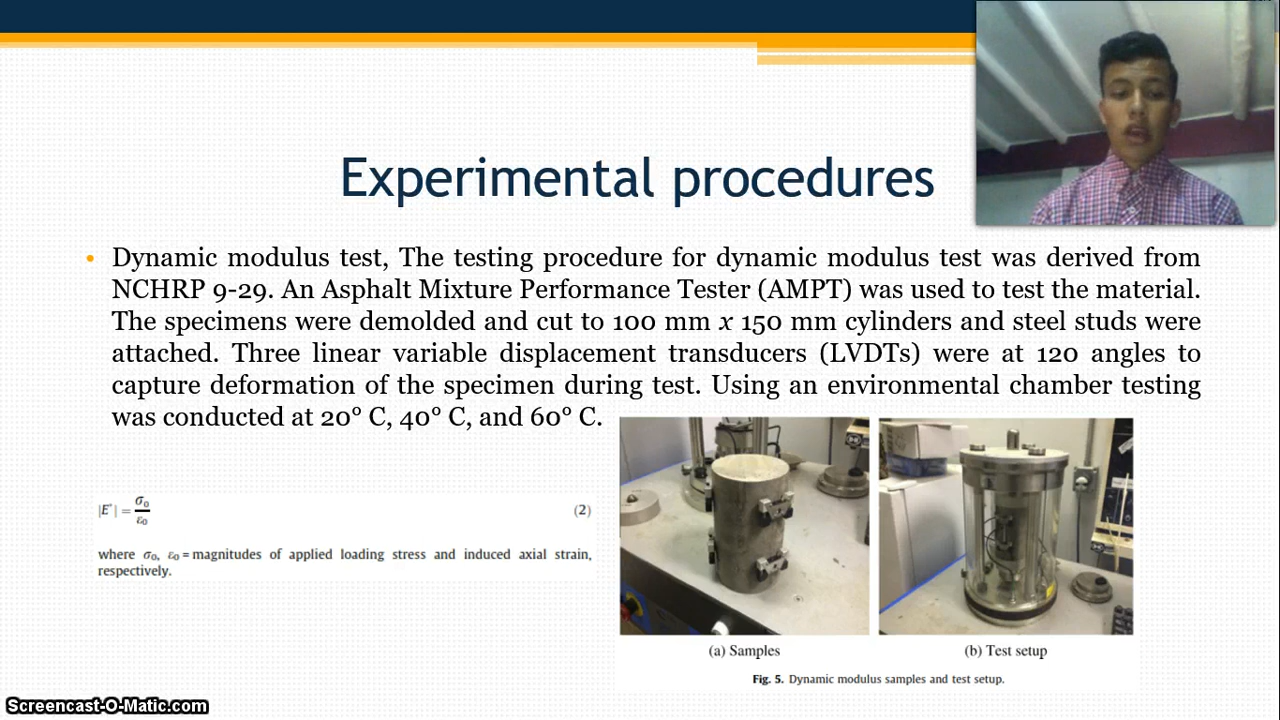 Experimental procedures
• Dynamic modulus test, The testing procedure for dynamic modulus test was derived from
NCHRP 9-29. An Asphalt Mixture Performance Tester (AMPT) was used to test the material.
The specimens were demolded and cut to 100 mm x 150 mm cylinders and steel studs were
attached. Three linear variable displacement transducers (LVDTs) were at 120 angles to
capture deformation of the specimen during test. Using an environmental chamber testing
was conducted at 20° C, 40° C, and 60° C.
|E*| = σ₀/ε₀ (2)
where σ₀, ε₀ = magnitudes of applied loading stress and induced axial strain,
respectively.
(a) Samples (b) Test setup
Fig. 5. Dynamic modulus samples and test setup.
Screencast-O-Matic.com